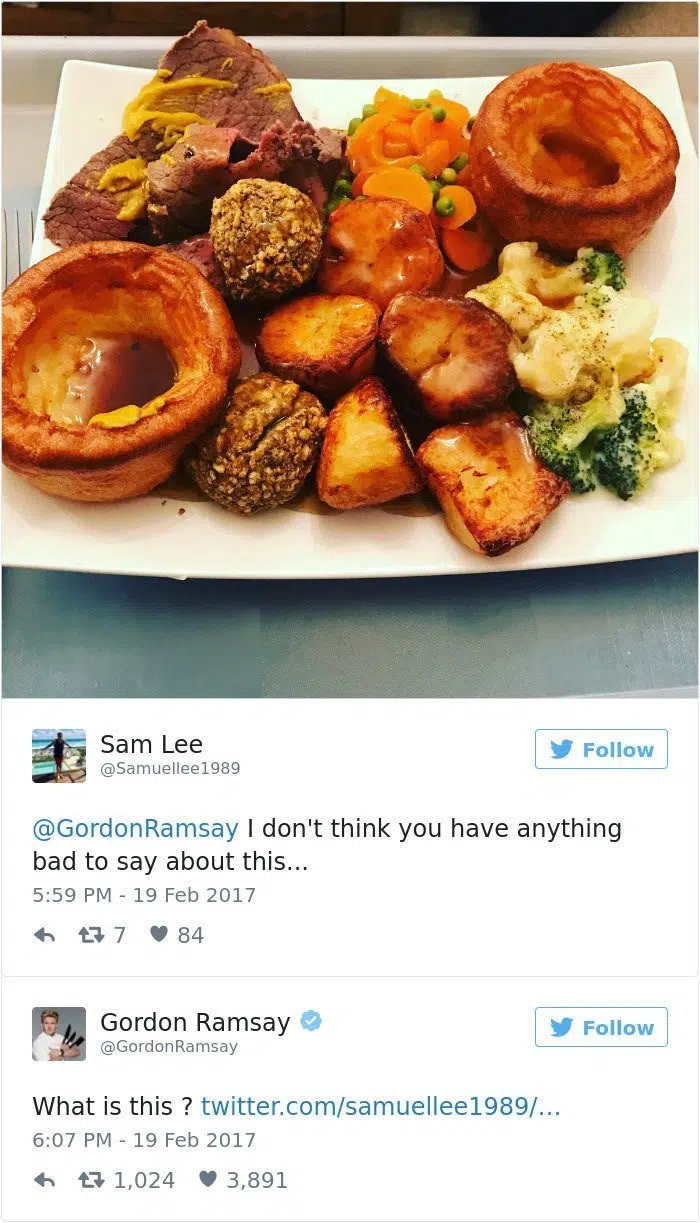 Sam Lee
@Samuellee1989
Follow
@GordonRamsay I don't think you have anything
bad to say about this...
5:59 PM - 19 Feb 2017
7 84
Gordon Ramsay
@GordonRamsay
Follow
What is this ? twitter.com/samuellee1989/...
6:07 PM - 19 Feb 2017
1,024 3,891